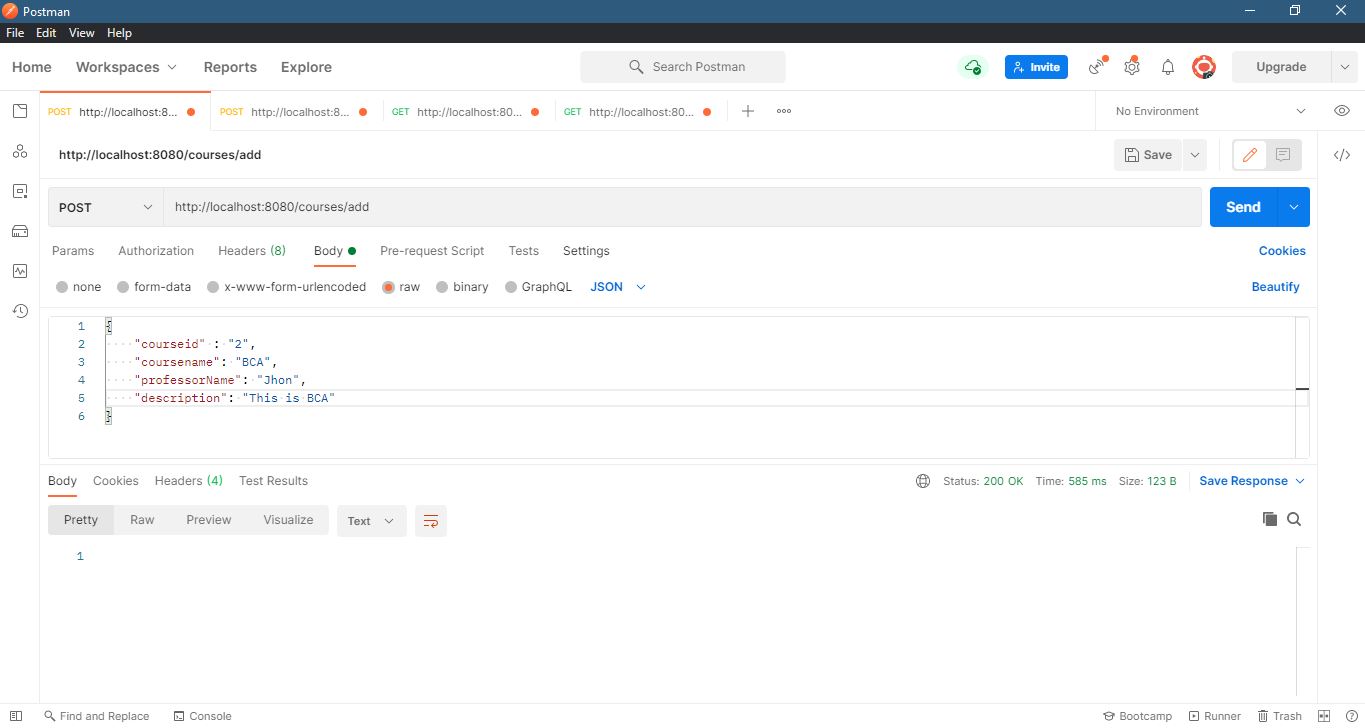 Postman
File Edit View Help
Home Workspaces Reports Explore Search Postman Invite Upgrade
POST http://localhost:8... POST http://localhost:8... GET http://localhost:80... GET http://localhost:80... No Environment
http://localhost:8080/courses/add Save
POST http://localhost:8080/courses/add Send
Params Authorization Headers (8) Body Pre-request Script Tests Settings Cookies
none form-data x-www-form-urlencoded raw binary GraphQL JSON Beautify
1 {
2 "courseid" : "2",
3 "coursename": "BCA",
4 "professorName": "Jhon",
5 "description": "This is BCA"
6 }
Body Cookies Headers (4) Test Results Status: 200 OK Time: 585 ms Size: 123 B Save Response
Pretty Raw Preview Visualize Text
1
Find and Replace Console Bootcamp Runner Trash